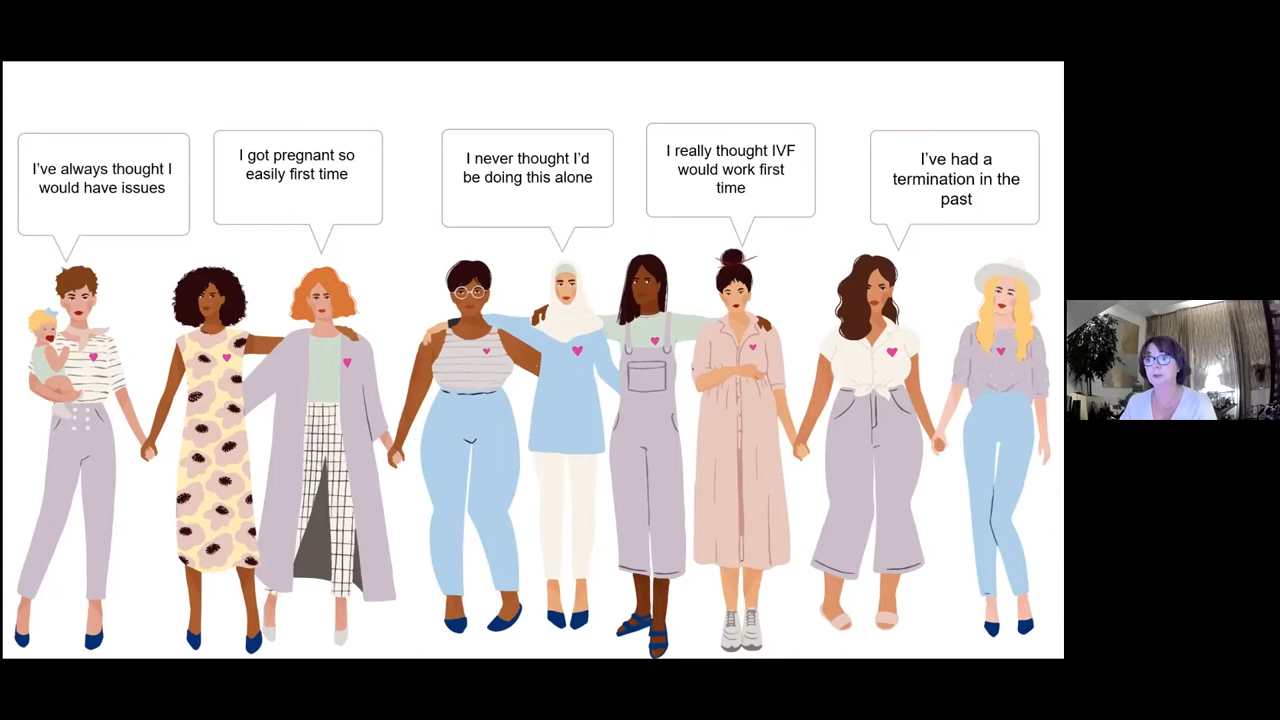 I've always thought I
would have issues
I got pregnant so
easily first time
I never thought I'd
be doing this alone
I really thought IVF
would work first
time
I've had a
termination in the
past